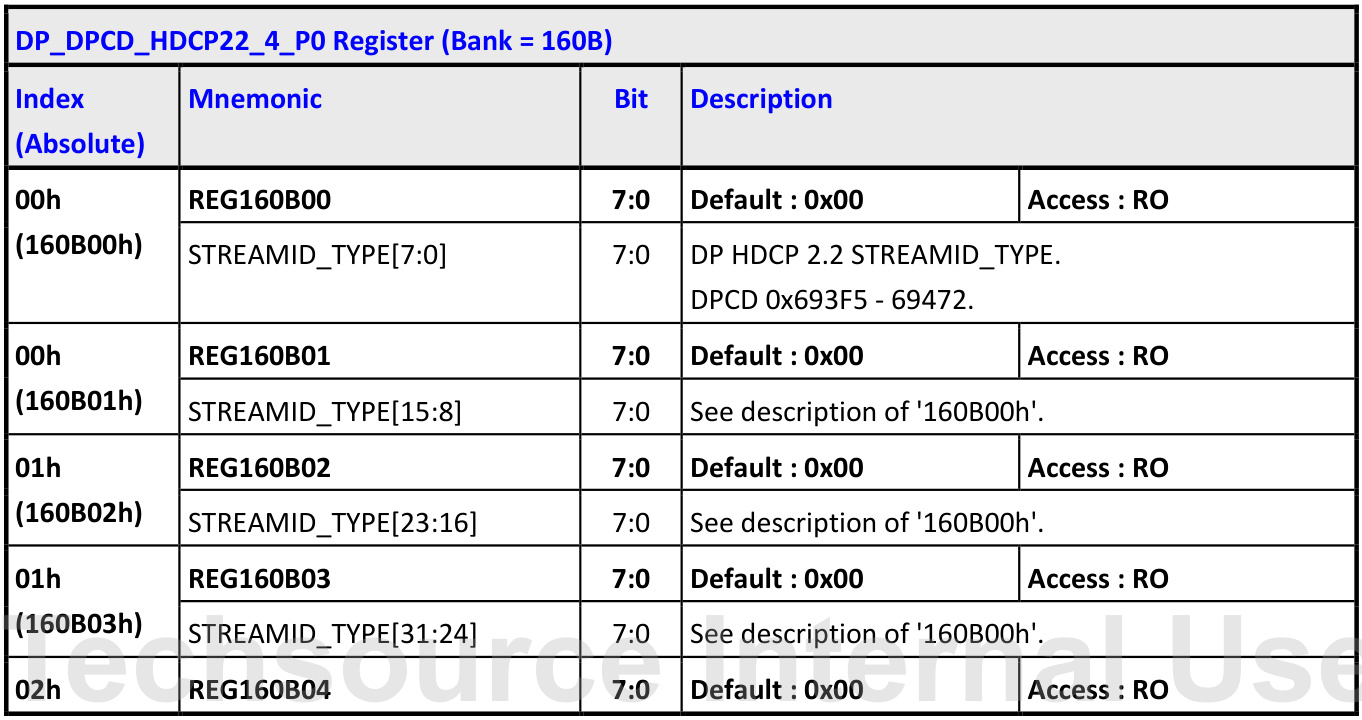 DP_DPCD_HDCP22_4_P0 Register (Bank = 160B)
Index (Absolute) Mnemonic Bit Description
00h (160B00h) REG160B00 7:0 Default : 0x00 Access : RO
STREAMID_TYPE[7:0] 7:0 DP HDCP 2.2 STREAMID_TYPE.
DPCD 0x693F5 - 69472.
00h (160B01h) REG160B01 7:0 Default : 0x00 Access : RO
STREAMID_TYPE[15:8] 7:0 See description of '160B00h'.
01h (160B02h) REG160B02 7:0 Default : 0x00 Access : RO
STREAMID_TYPE[23:16] 7:0 See description of '160B00h'.
01h (160B03h) REG160B03 7:0 Default : 0x00 Access : RO
STREAMID_TYPE[31:24] 7:0 See description of '160B00h'.
02h REG160B04 7:0 Default : 0x00 Access : RO
Techsource Internal Use